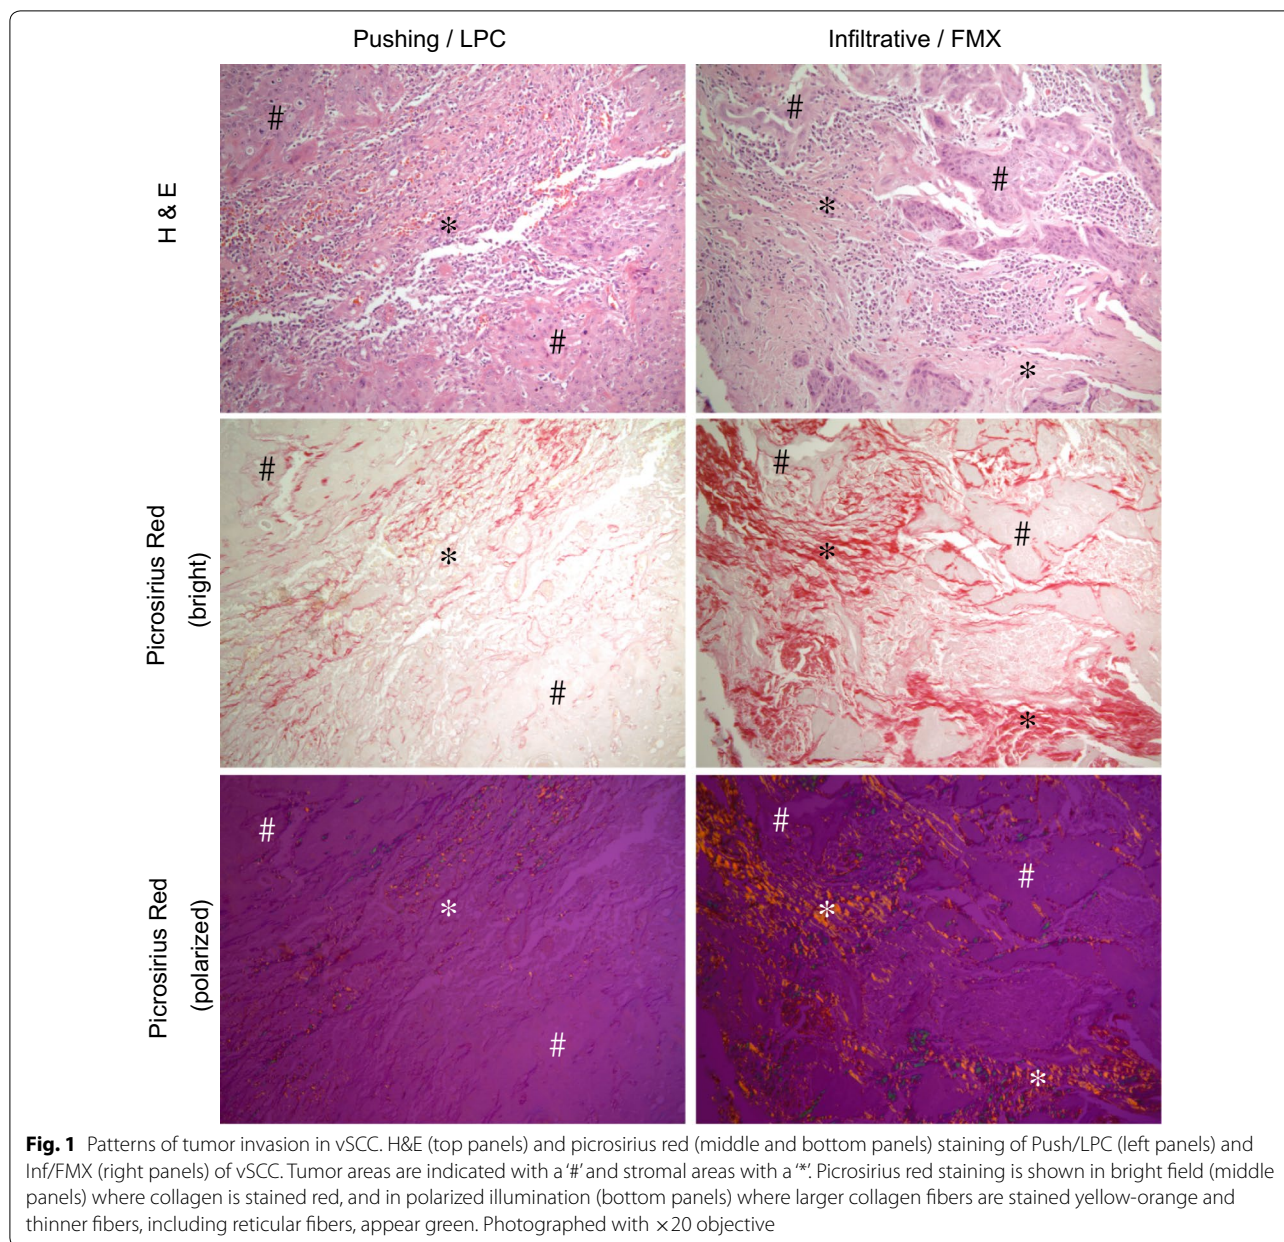 Pushing / LPC
Infiltrative / FMX
H & E
#
*
#
#
#
*
*
Picrosirius Red
(bright)
#
*
#
#
#
*
*
Picrosirius Red
(polarized)
#
*
#
#
#
*
*
Fig. 1 Patterns of tumor invasion in vSCC. H&E (top panels) and picrosirius red (middle and bottom panels) staining of Push/LPC (left panels) and
Inf/FMX (right panels) of vSCC. Tumor areas are indicated with a ‘#’ and stromal areas with a ‘*’. Picrosirius red staining is shown in bright field (middle
panels) where collagen is stained red, and in polarized illumination (bottom panels) where larger collagen fibers are stained yellow-orange and
thinner fibers, including reticular fibers, appear green. Photographed with ×20 objective